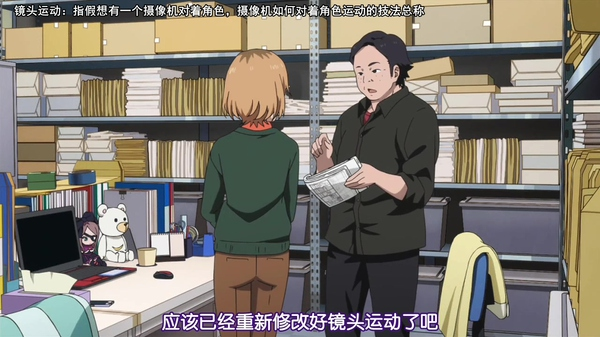 镜头运动：指假想有一个摄像机对着角色，摄像机如何对着角色运动的技法总称
应该已经重新修改好镜头运动了吧